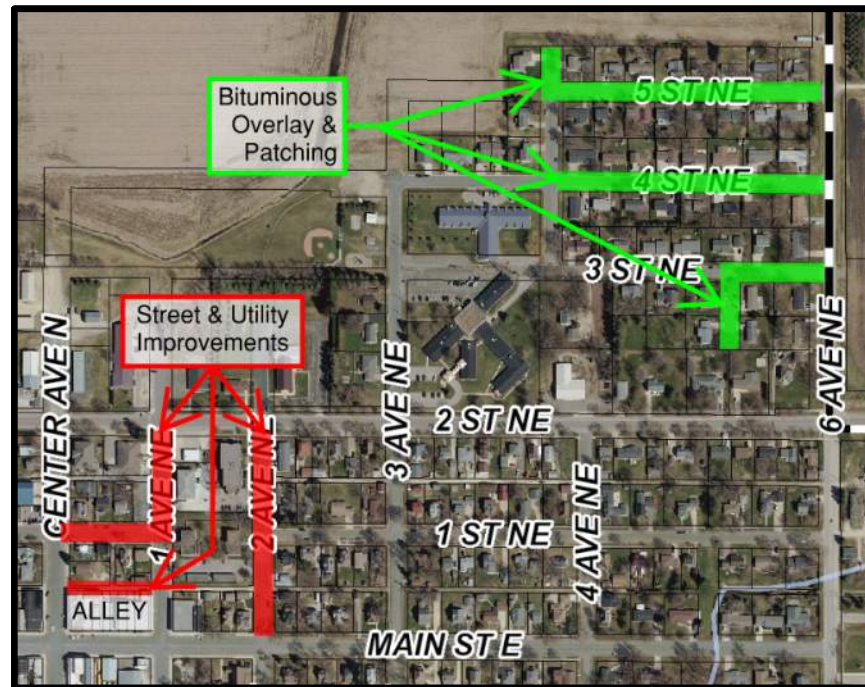 Bituminous
Overlay &
Patching
5 ST NE
4 ST NE
3 ST NE
Street & Utility
Improvements
CENTER AVE N
1 AVE NE
2 AVE NE
3 AVE NE
2 ST NE
6 AVE NE
1 ST NE
4 AVE NE
ALLEY
MAIN ST E